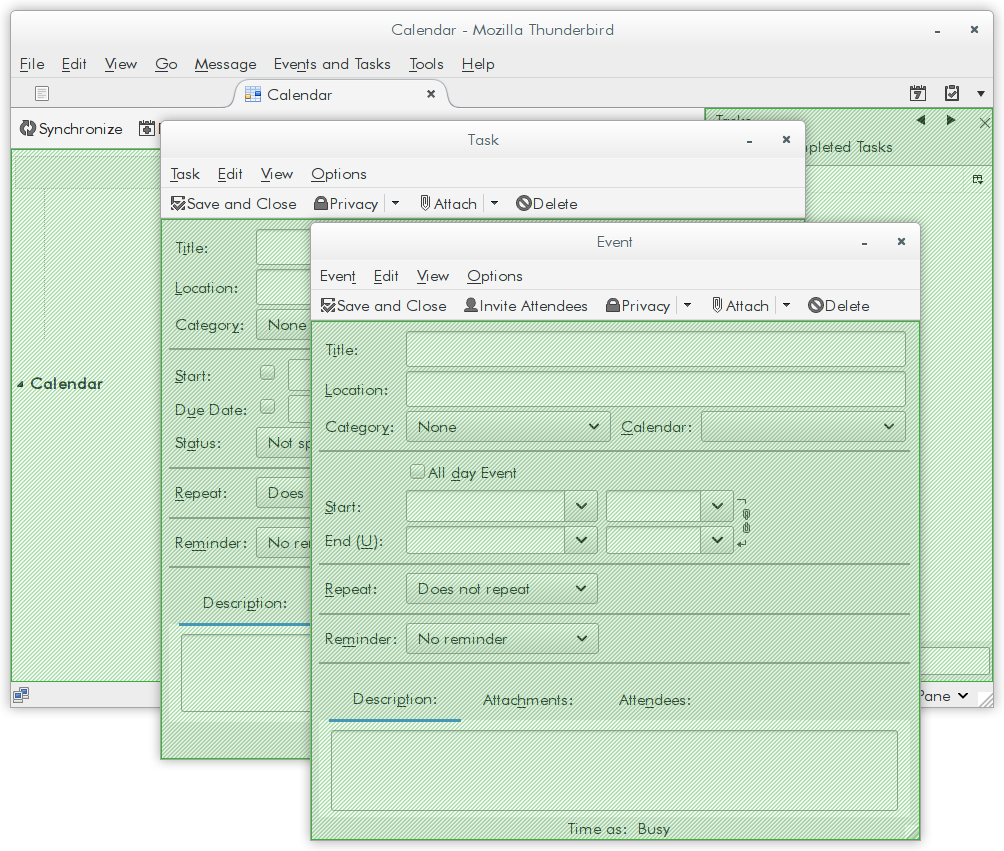 Calendar - Mozilla Thunderbird
File Edit View Go Message Events and Tasks Tools Help
Calendar
Synchronize
Tasks
pleted Tasks
Calendar
Pane
Task
Task Edit View Options
Save and Close Privacy Attach Delete
Title:
Location:
Category: None
Start:
Due Date:
Status: Not sp
Repeat: Does
Reminder: No re
Description:
Event
Event Edit View Options
Save and Close Invite Attendees Privacy Attach Delete
Title:
Location:
Category: None Calendar:
All day Event
Start:
End (U):
Repeat: Does not repeat
Reminder: No reminder
Description: Attachments: Attendees:
Time as: Busy